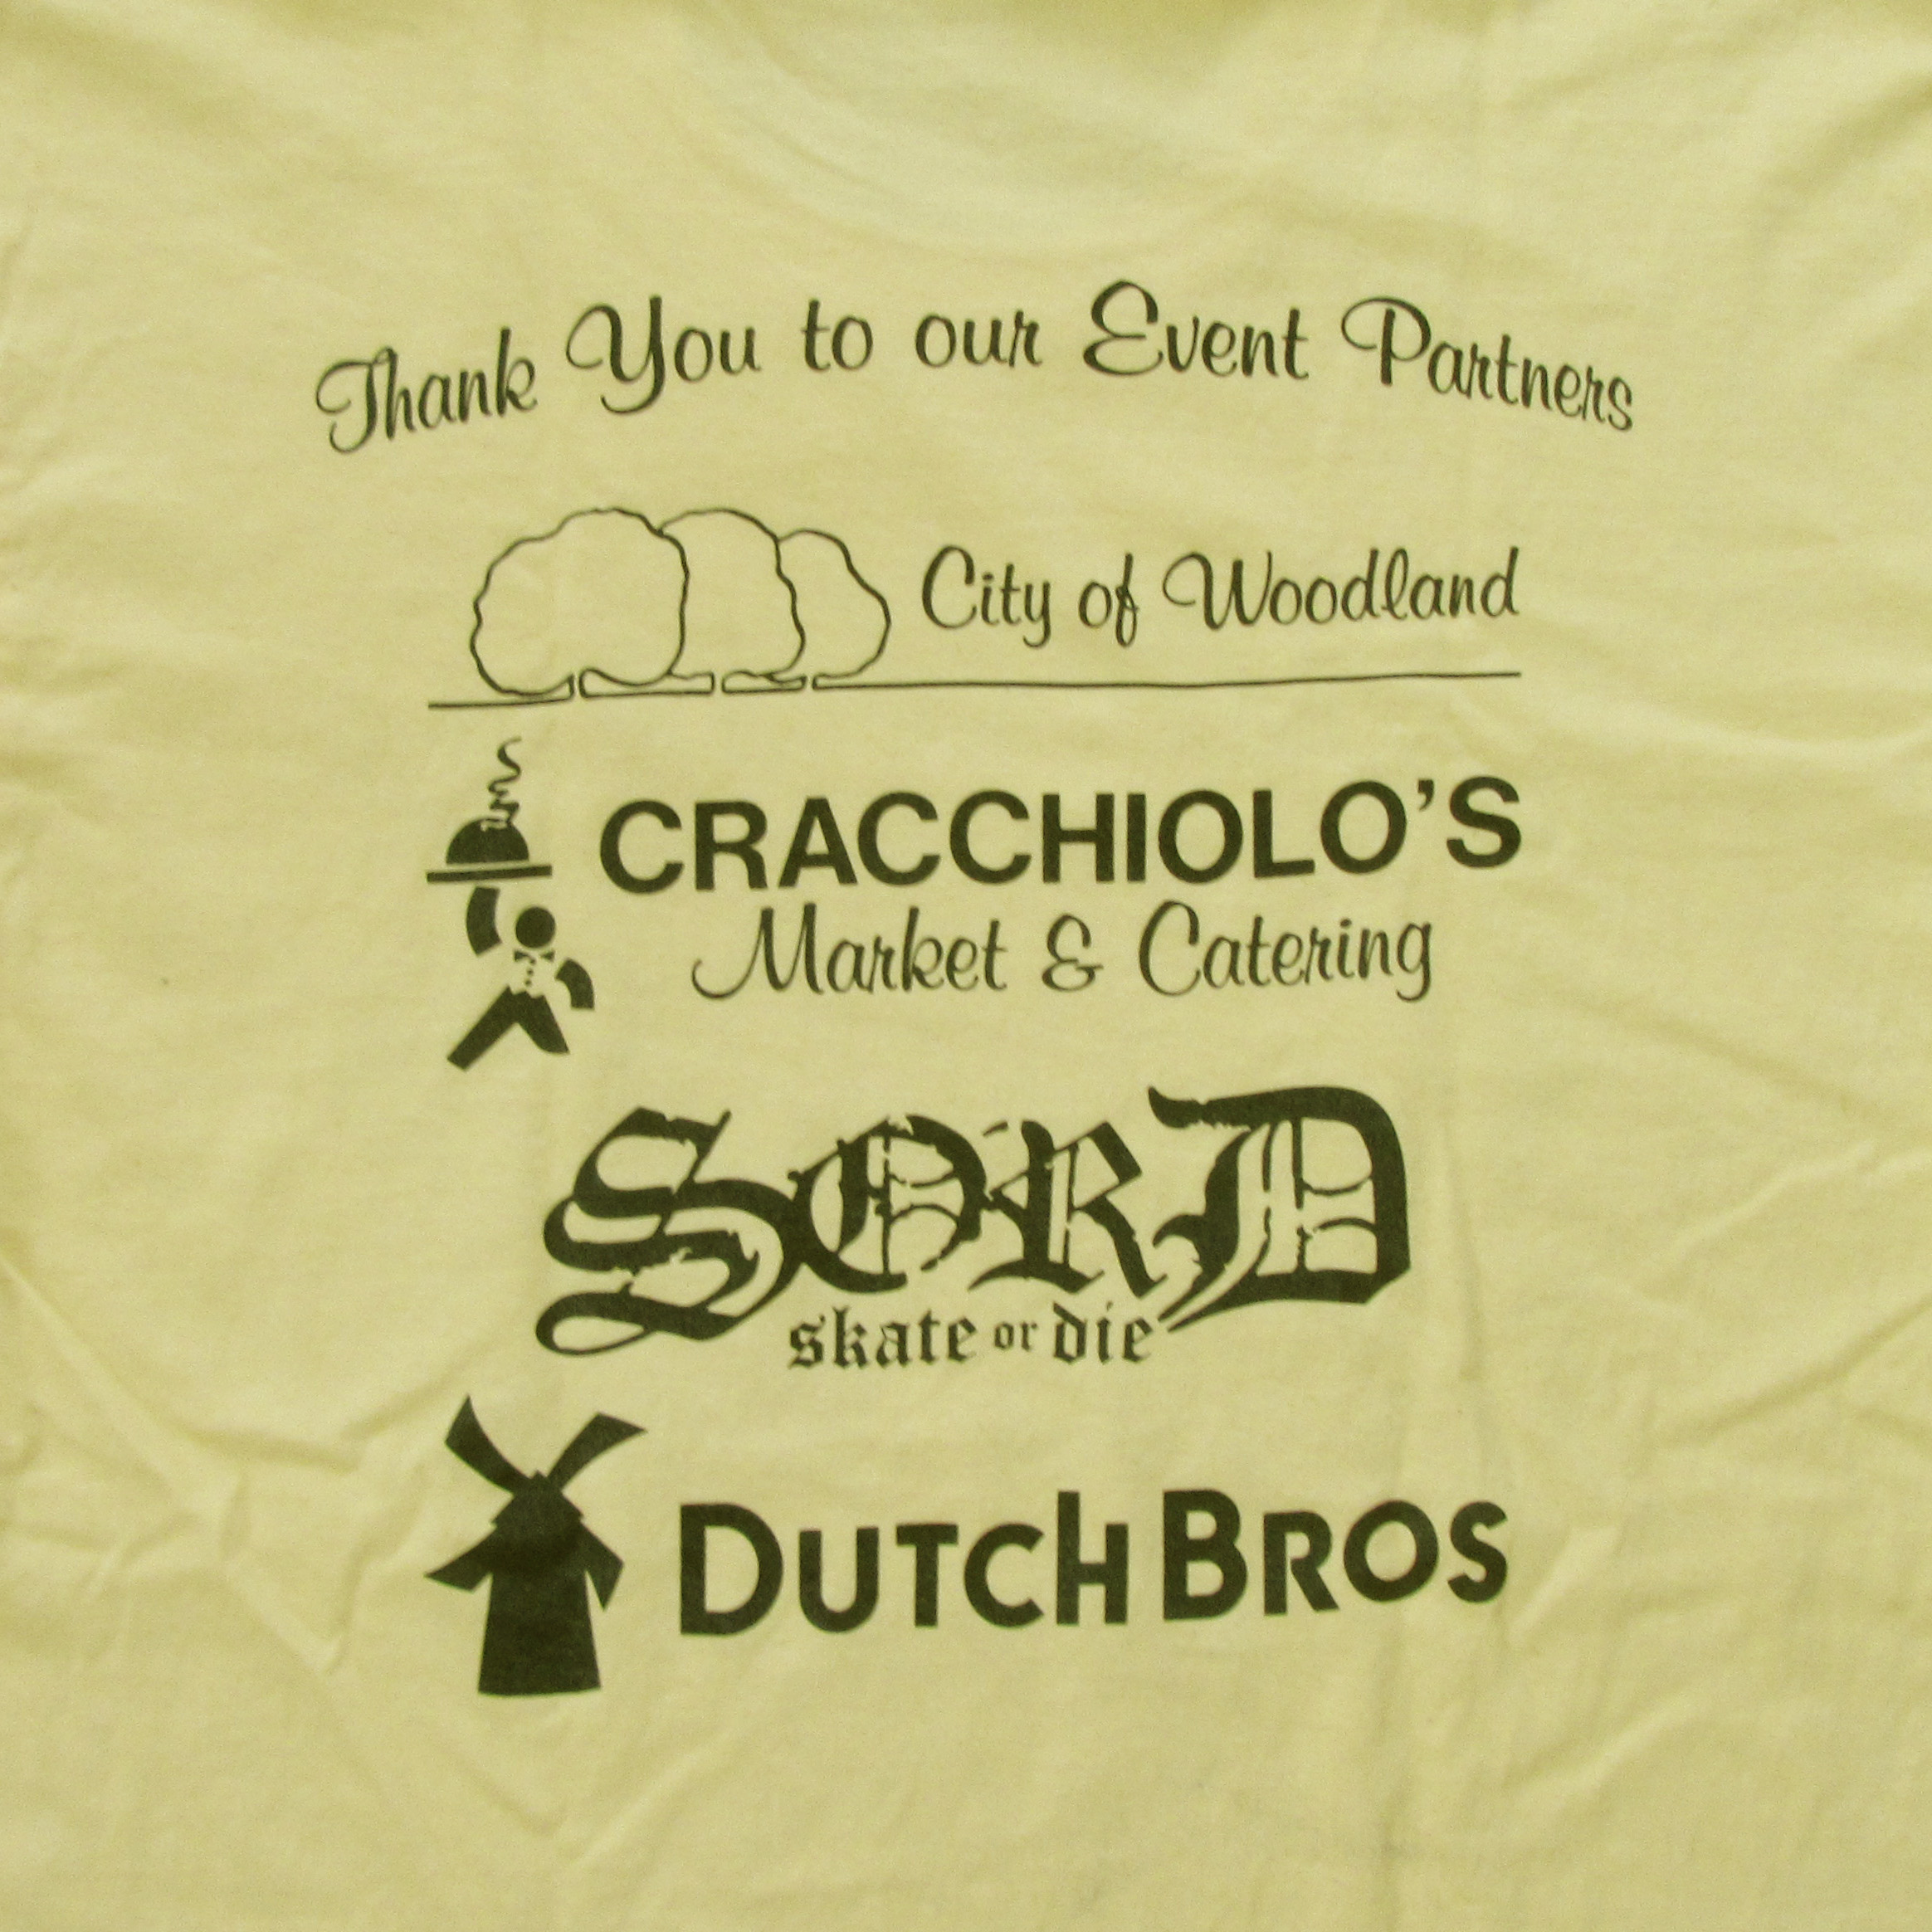 Thank You to our Event Partners
City of Woodland
CRACCHIOLO'S
Market & Catering
SORD
skate or die
DUTCH BROS